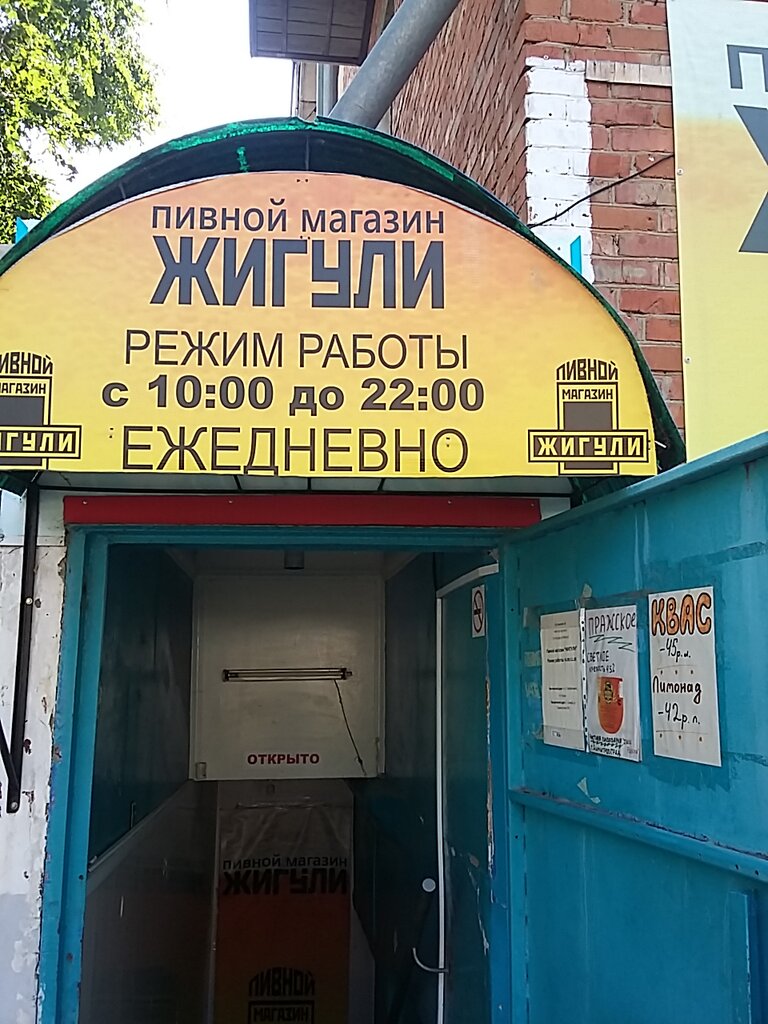 ПИВНОЙ МАГАЗИН
ЖИГУЛИ
РЕЖИМ РАБОТЫ
с 10:00 до 22:00
ЕЖЕДНЕВНО
ПИВНОЙ
МАГАЗИН
ЖИГУЛИ
ПИВНОЙ
МАГАЗИН
ЖИГУЛИ
ОТКРЫТО
ПИВНОЙ МАГАЗИН
ЖИГУЛИ
ПИВНОЙ
МАГАЗИН
ПРАЖСКОЕ
СВЕТЛОЕ
КВАС
-45р.л.
Лимонад
-42р.л.